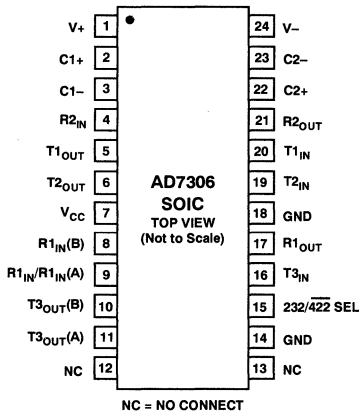 V+ 1 24 V–
C1+ 2 23 C2–
C1– 3 22 C2+
R2IN 4 21 R2OUT
T1OUT 5 20 T1IN
T2OUT 6 19 T2IN
VCC 7 18 GND
R1IN(B) 8 17 R1OUT
R1IN/R1IN(A) 9 16 T3IN
T3OUT(B) 10 15 232/4̅2̅2̅ SEL
T3OUT(A) 11 14 GND
NC 12 13 NC
AD7306
SOIC
TOP VIEW
(Not to Scale)
NC = NO CONNECT